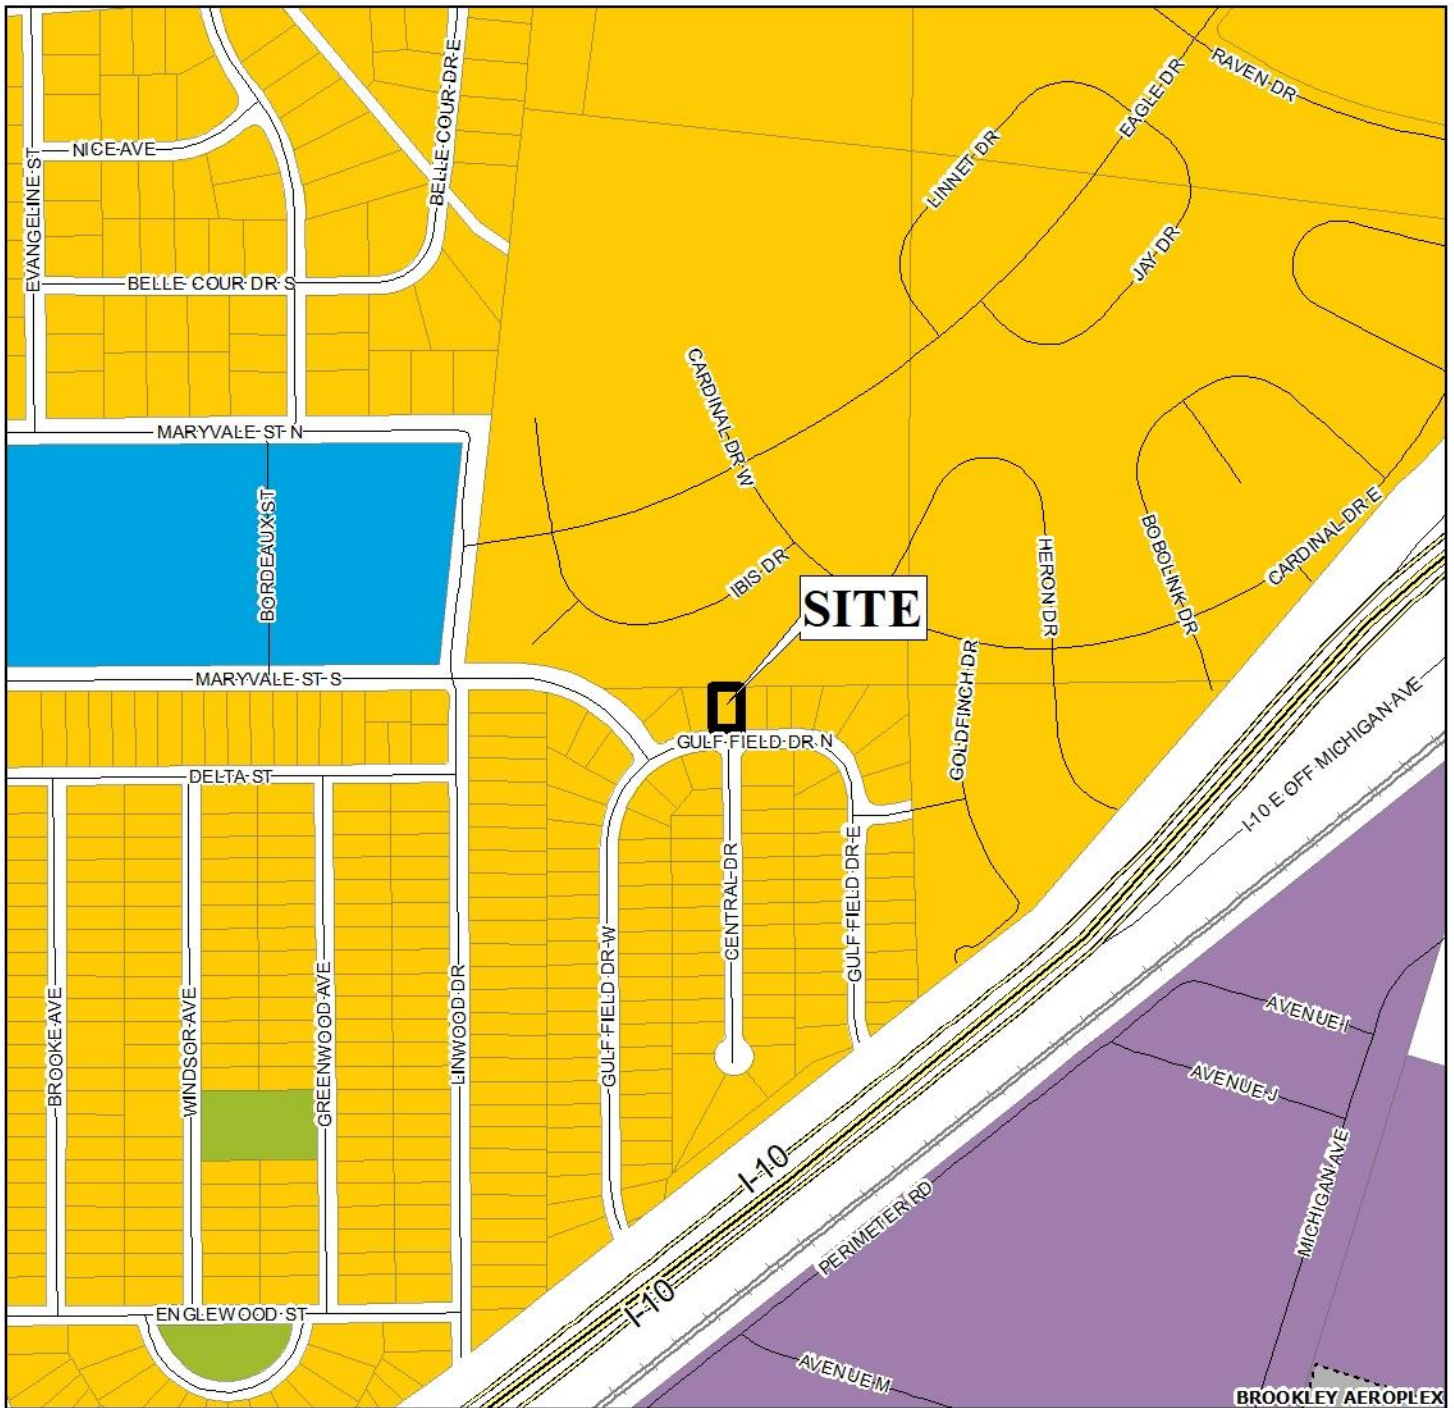 RAVEN DR
EAGLE DR
BELLE COUR DR E
NICE AVE
LINNET DR
EVANGELINE ST
JAY DR
BELLE COUR DR S
CARDINAL DR W
MARYVALE ST N
BORDEAUX ST
CARDINAL DR E
BOBOLINK DR
HERON DR
IBIS DR
SITE
GOLDFINCH DR
MARYVALE ST S
I-10 E OFF MICHIGAN AVE
GULF FIELD DR N
DELTA ST
CENTRAL DR
GULF FIELD DR E
GULF FIELD DR W
LINWOOD DR
GREENWOOD AVE
WINDSOR AVE
BROOKE AVE
AVENUE I
AVENUE J
MICHIGAN AVE
I-10
PERIMETER RD
I-10
ENGLEWOOD ST
AVENUE M
BROOKLEY AEROPLEX